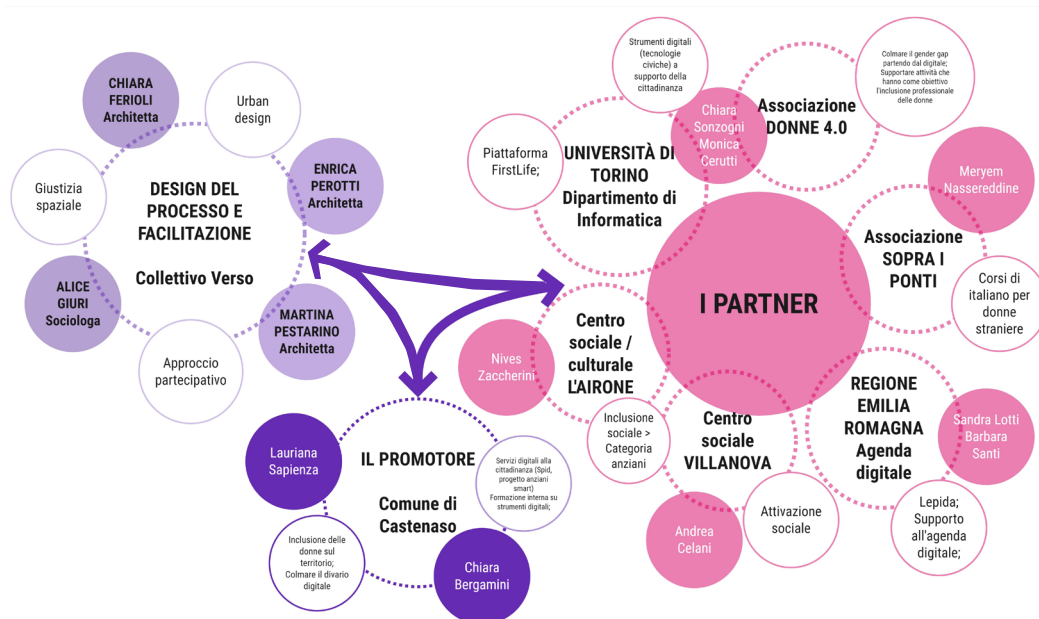 CHIARA
FERIOLI
Architetta
Urban
design
ENRICA
PEROTTI
Architetta
Giustizia
spaziale
DESIGN DEL
PROCESSO E
FACILITAZIONE
Collettivo Verso
ALICE
GIURI
Sociologa
MARTINA
PESTARINO
Architetta
Approccio
partecipativo
Lauriana
Sapienza
IL PROMOTORE
Comune di
Castenaso
Servizi digitali alla
cittadinanza (Spid,
progetto anziani
smart)
Formazione interna su
strumenti digitali;
Inclusione delle
donne sul
territorio;
Colmare il divario
digitale
Chiara
Bergamini
Strumenti digitali
(tecnologie
civiche) a
supporto della
cittadinanza
Piattaforma
FirstLife;
UNIVERSITÀ DI
TORINO
Dipartimento di
Informatica
Chiara
Sonzogni
Monica
Cerutti
Associazione
DONNE 4.0
Colmare il gender gap
partendo dal digitale;
Supportare attività che
hanno come obiettivo
l'inclusione professionale
delle donne
Meryem
Nassereddine
Associazione
SOPRA I
PONTI
Corsi di
italiano per
donne
straniere
I PARTNER
Centro
sociale /
culturale
L'AIRONE
Nives
Zaccherini
Inclusione
sociale >
Categoria
anziani
Centro
sociale
VILLANOVA
Andrea
Celani
Attivazione
sociale
REGIONE
EMILIA
ROMAGNA
Agenda
digitale
Sandra Lotti
Barbara
Santi
Lepida;
Supporto
all'agenda
digitale;